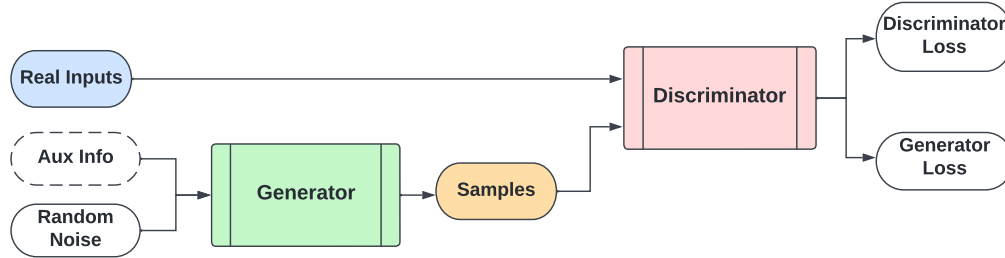 Real Inputs
Aux Info
Random
Noise
Generator
Samples
Discriminator
Discriminator
Loss
Generator
Loss